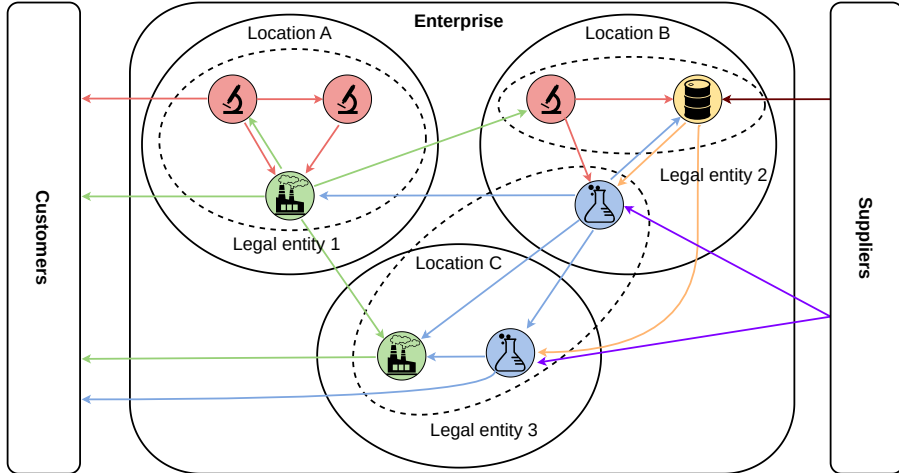 Enterprise
Location A
Location B
Legal entity 2
Legal entity 1
Location C
Legal entity 3
Customers
Suppliers